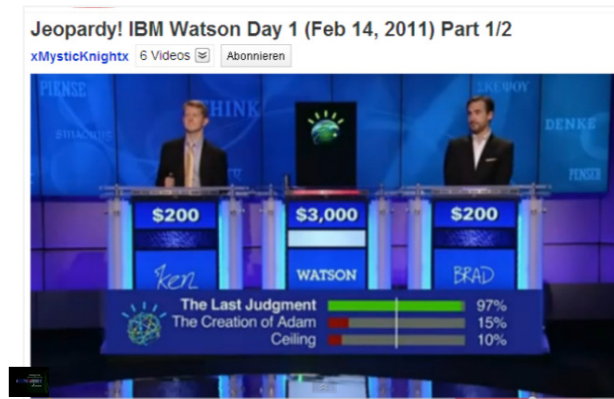 Jeopardy! IBM Watson Day 1 (Feb 14, 2011) Part 1/2
xMysticKnightx 6 Videos Abonnieren
PIENSE
THINK
DENKE
$200 $3,000 $200
Ken WATSON BRAD
The Last Judgment 97%
The Creation of Adam 15%
Ceiling 10%